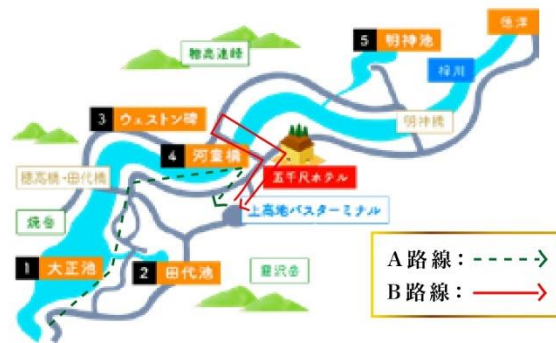 徳沢
5 明神池
穂高連峰
梓川
3 ウェストン碑
明神橋
4 河童橋
穂高橋・田代橋
五千尺ホテル
上高地バスターミナル
焼岳
1 大正池
2 田代池
霞沢岳
A路線：
B路線：